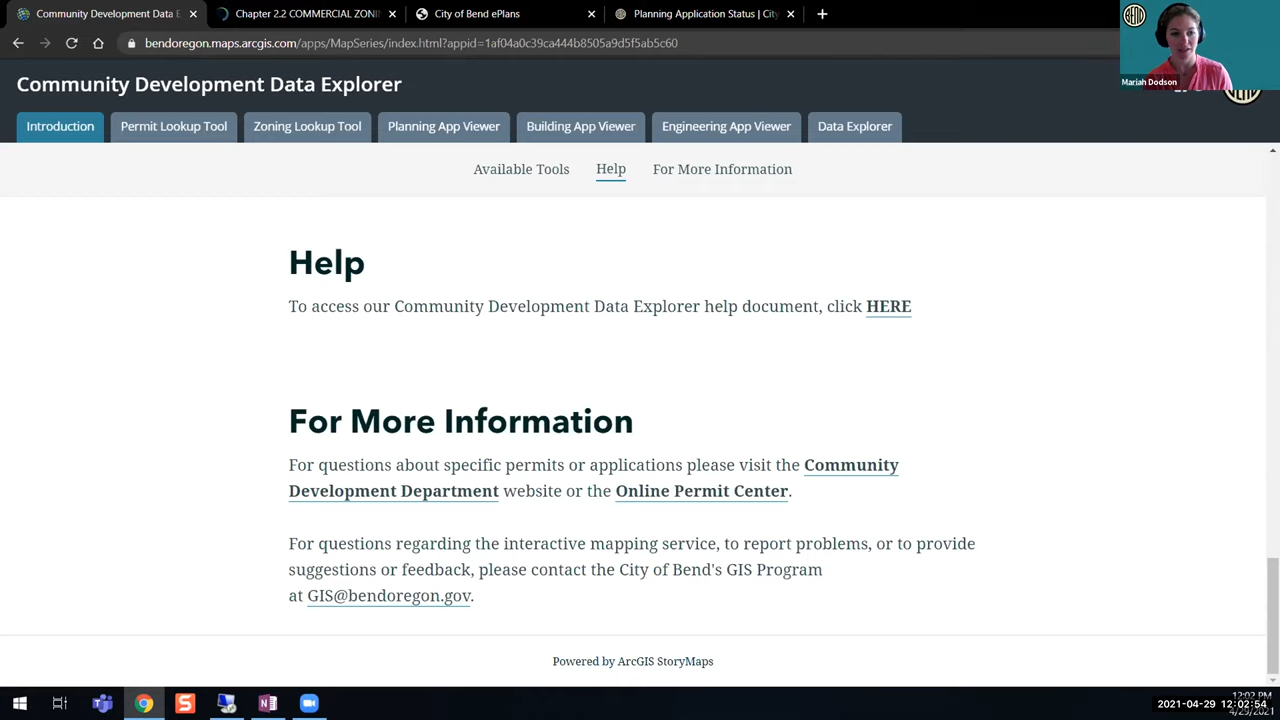 Community Development Data E
Chapter 2.2 COMMERCIAL ZONI
City of Bend ePlans
Planning Application Status | City
bendoregon.maps.arcgis.com/apps/MapSeries/index.html?appid=1af04a0c39ca444b8505a9d5f5ab5c60
BEND
Mariah Dodson
Community Development Data Explorer
Introduction
Permit Lookup Tool
Zoning Lookup Tool
Planning App Viewer
Building App Viewer
Engineering App Viewer
Data Explorer
Available Tools
Help
For More Information
Help
To access our Community Development Data Explorer help document, click HERE
For More Information
For questions about specific permits or applications please visit the Community
Development Department website or the Online Permit Center.
For questions regarding the interactive mapping service, to report problems, or to provide
suggestions or feedback, please contact the City of Bend's GIS Program
at GIS@bendoregon.gov.
Powered by ArcGIS StoryMaps
12:02 PM
2021-04-29 12:02:54